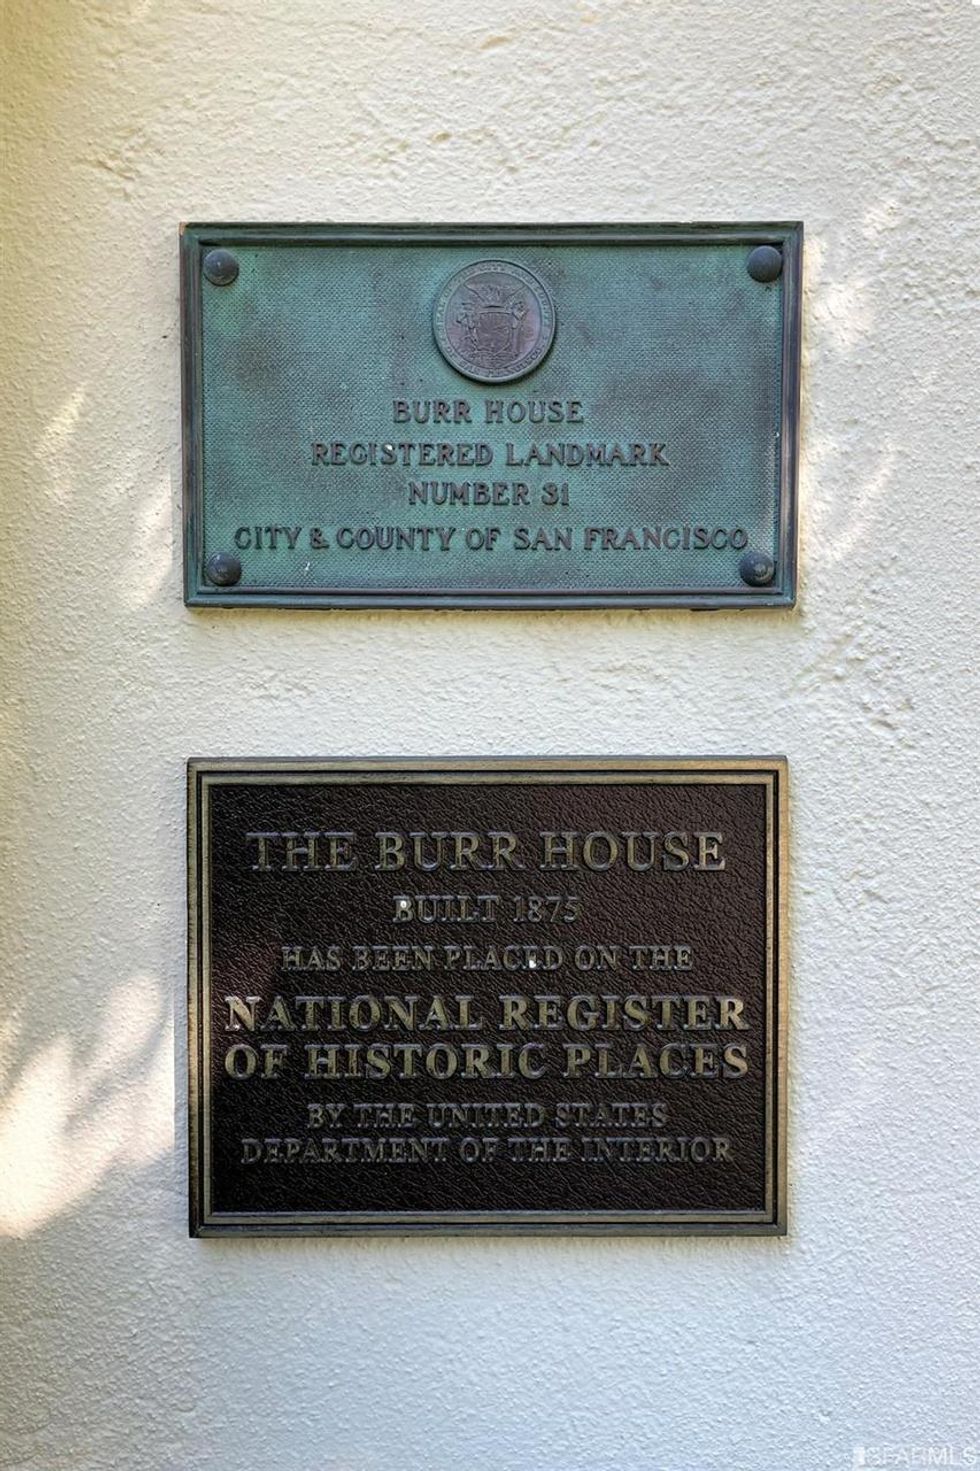 BURR HOUSE
REGISTERED LANDMARK
NUMBER 31
CITY & COUNTY OF SAN FRANCISCO
THE BURR HOUSE
BUILT 1875
HAS BEEN PLACED ON THE
NATIONAL REGISTER
OF HISTORIC PLACES
BY THE UNITED STATES
DEPARTMENT OF THE INTERIOR
SFARMLS